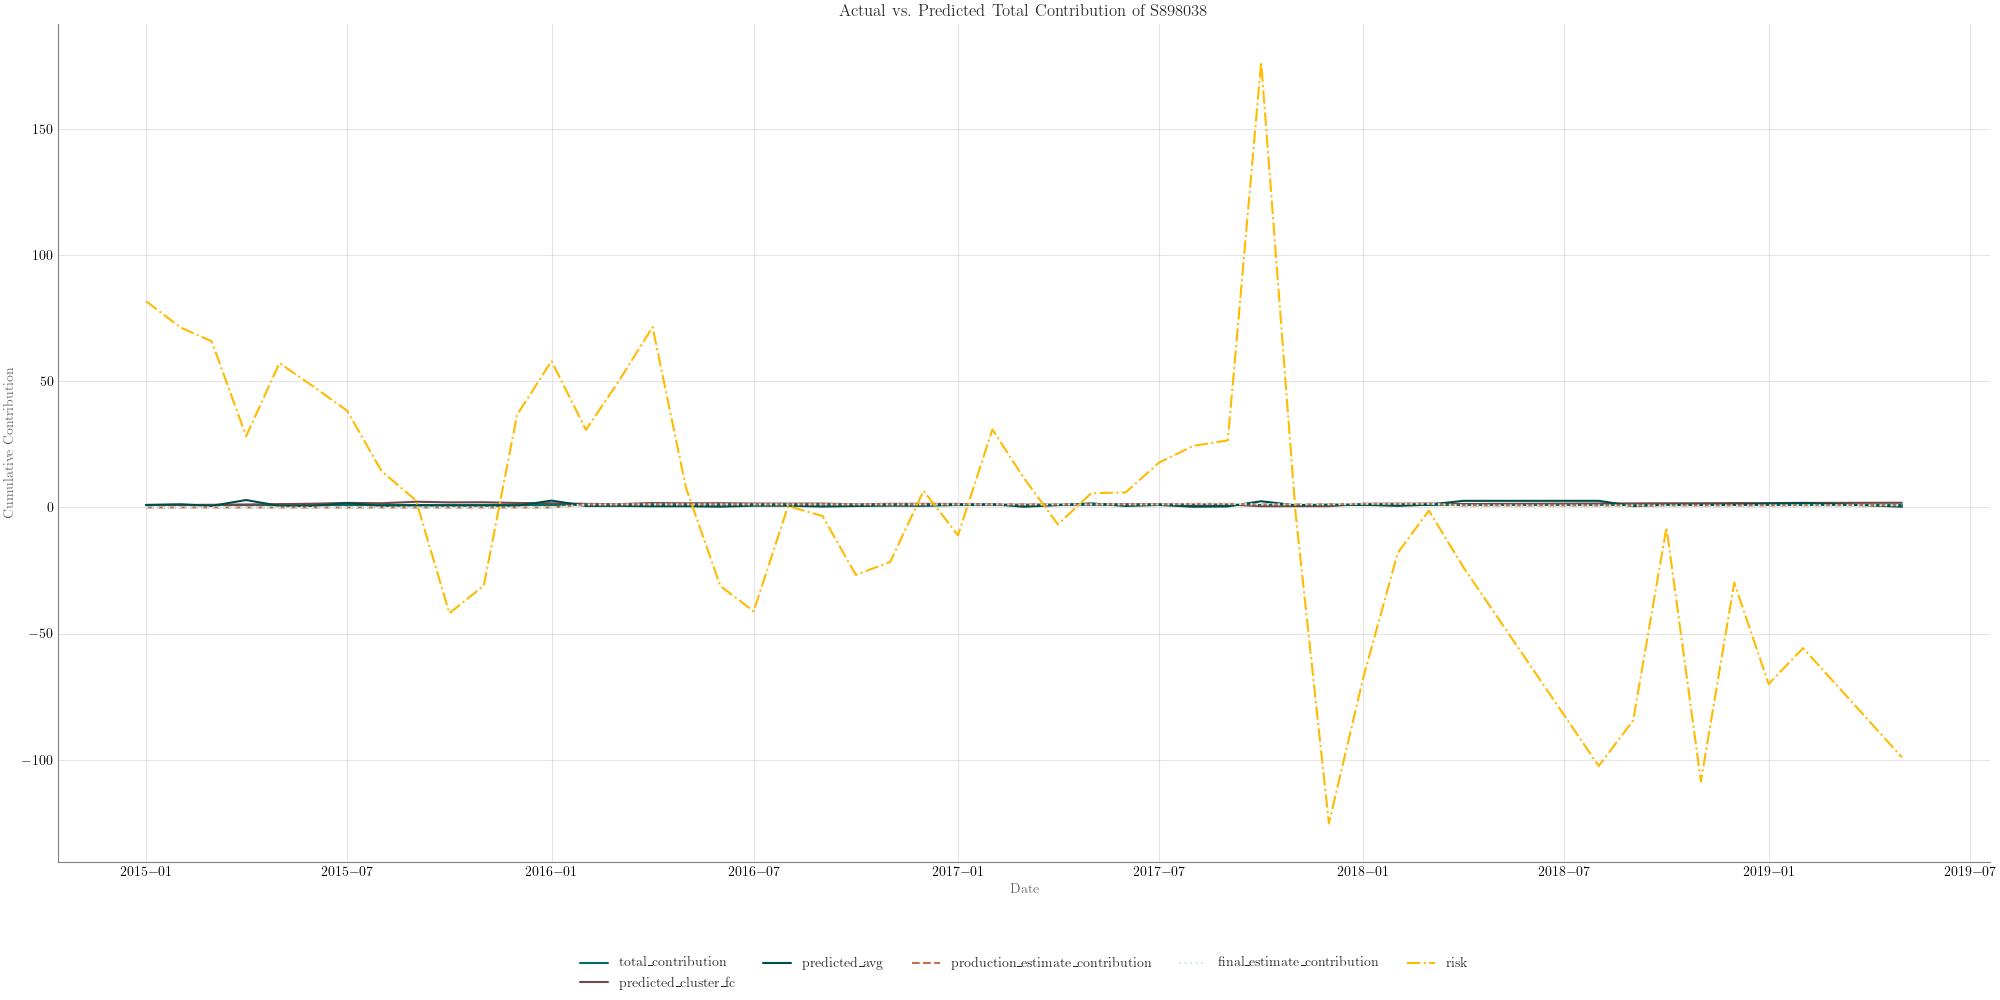 Actual vs. Predicted Total Contribution of S898038
Cumulative Contribution
150
100
50
0
−50
−100
2015−01 2015−07 2016−01 2016−07 2017−01 2017−07 2018−01 2018−07 2019−01 2019−07
Date
total_contribution predicted_avg production_estimate_contribution final_estimate_contribution risk
predicted_cluster_fc